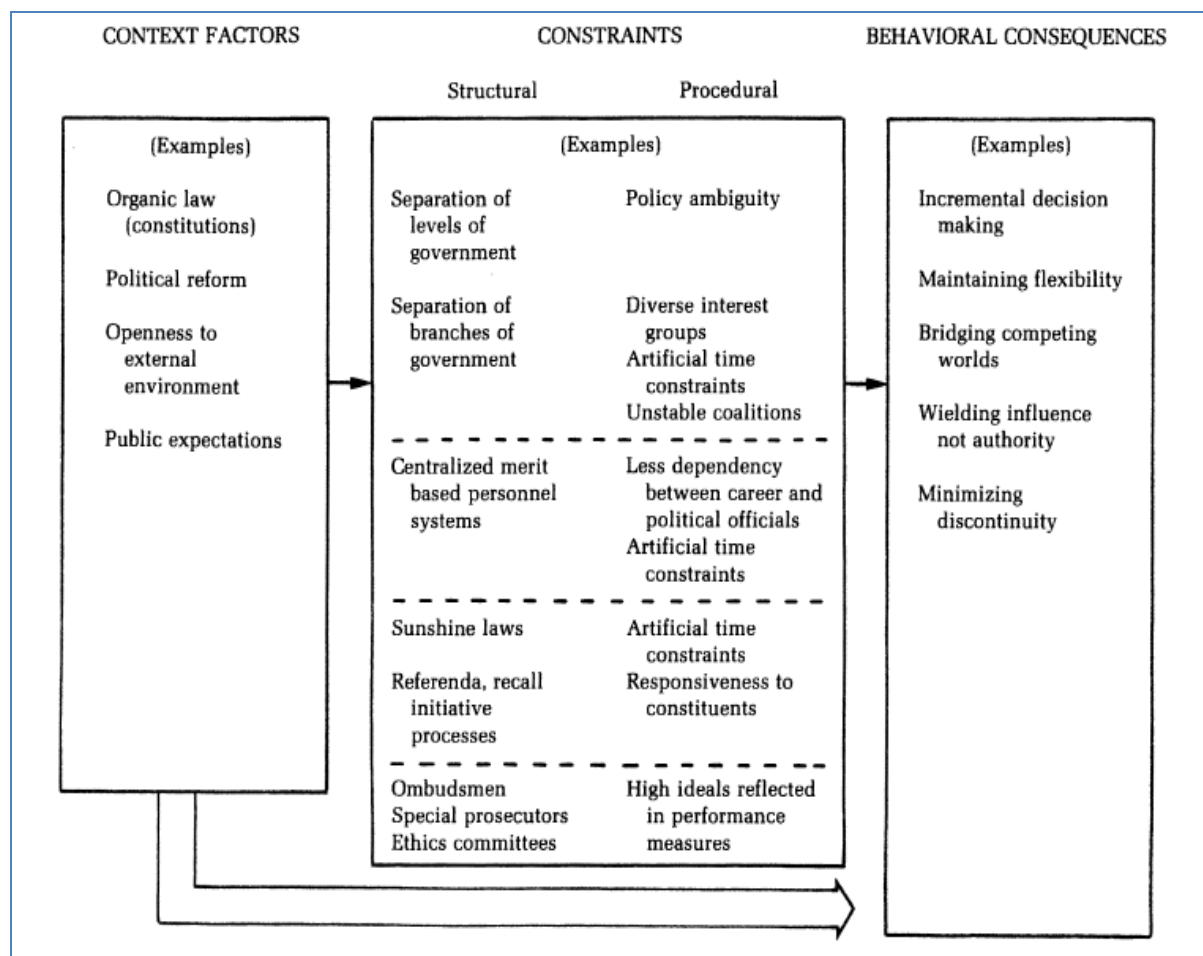 CONTEXT FACTORS
CONSTRAINTS
BEHAVIORAL CONSEQUENCES
Structural
Procedural
(Examples)
Organic law
(constitutions)
Political reform
Openness to
external
environment
Public expectations
(Examples)
Separation of
levels of
government
Policy ambiguity
Separation of
branches of
government
Diverse interest
groups
Artificial time
constraints
Unstable coalitions
Centralized merit
based personnel
systems
Less dependency
between career and
political officials
Artificial time
constraints
Sunshine laws
Referenda, recall
initiative
processes
Artificial time
constraints
Responsiveness to
constituents
Ombudsmen
Special prosecutors
Ethics committees
High ideals reflected
in performance
measures
(Examples)
Incremental decision
making
Maintaining flexibility
Bridging competing
worlds
Wielding influence
not authority
Minimizing
discontinuity